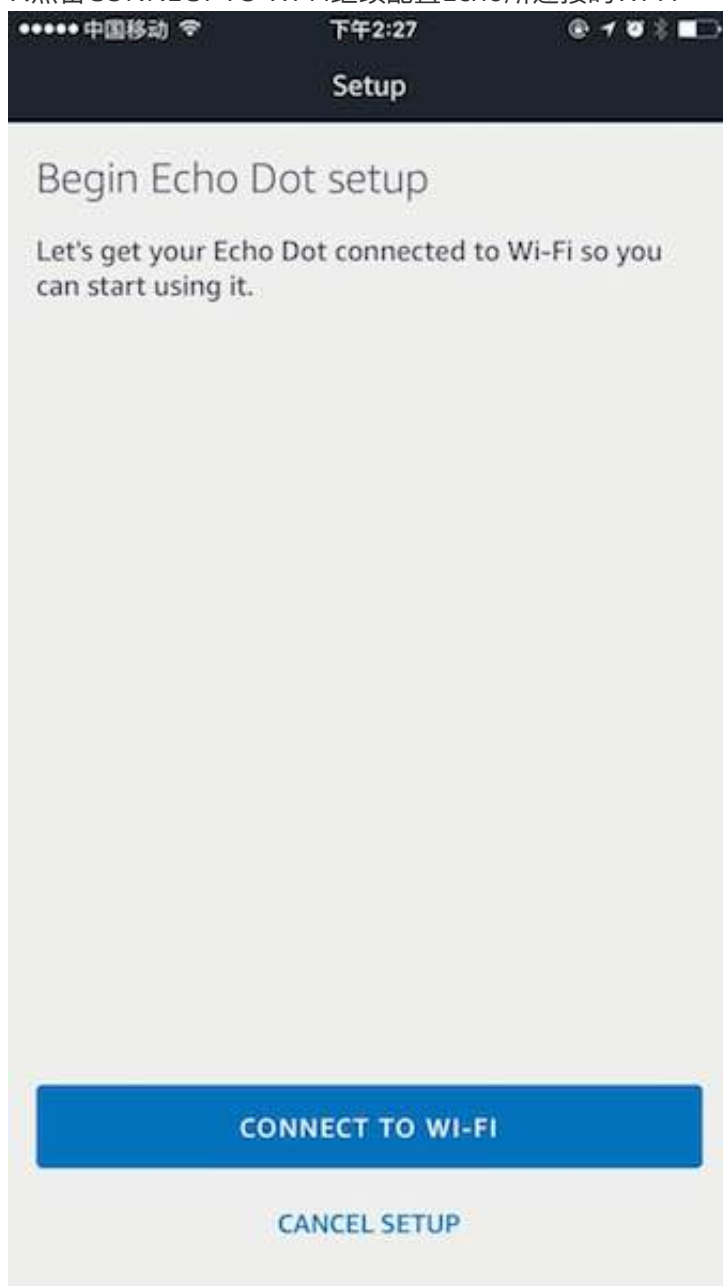 中国移动 下午2:27
Setup
Begin Echo Dot setup
Let's get your Echo Dot connected to Wi-Fi so you
can start using it.
CONNECT TO WI-FI
CANCEL SETUP